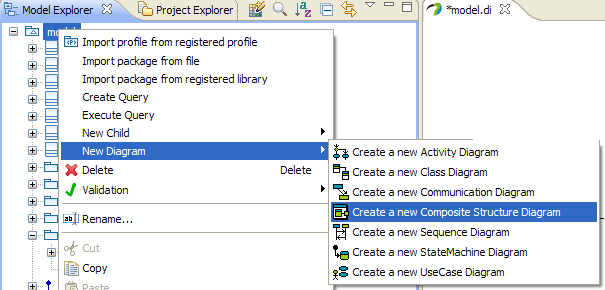 Model Explorer
Project Explorer
*model.di
Import profile from registered profile
Import package from file
Import package from registered library
Create Query
Execute Query
New Child
New Diagram
Delete Delete
Validation
Rename...
Cut
Copy
Paste
Create a new Activity Diagram
Create a new Class Diagram
Create a new Communication Diagram
Create a new Composite Structure Diagram
Create a new Sequence Diagram
Create a new StateMachine Diagram
Create a new UseCase Diagram